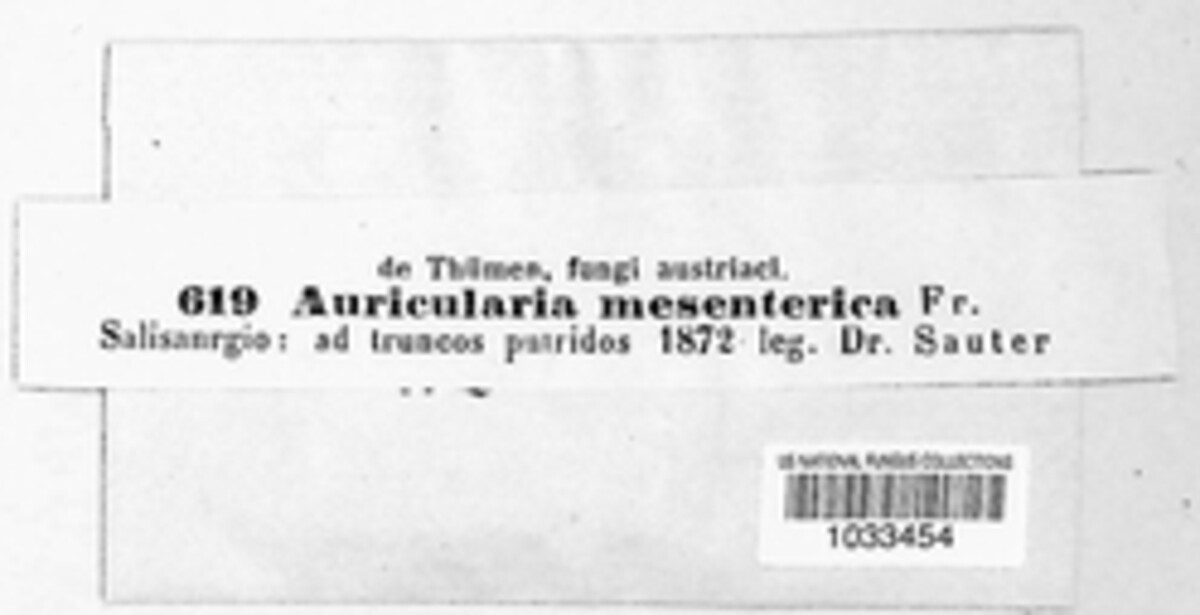 de Thümen, fungi austriaci.
619 Auricularia mesenterica Fr.
Salisanrgio: ad truncos putridos 1872 leg. Dr. Sauter
US NATIONAL FUNGUS COLLECTIONS
1033454